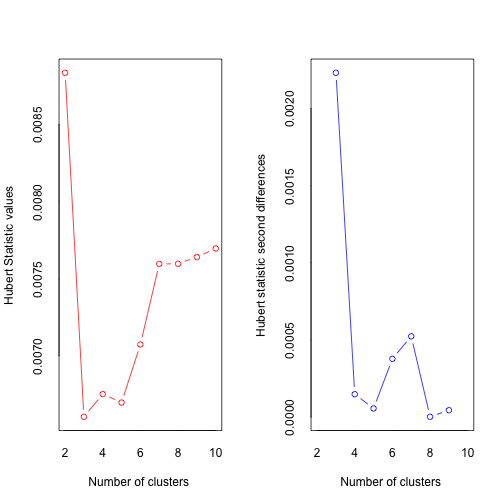 Hubert Statistic values
0.0085
0.0080
0.0075
0.0070
2 4 6 8 10
Number of clusters
Hubert statistic second differences
0.0020
0.0015
0.0010
0.0005
0.0000
2 4 6 8 10
Number of clusters